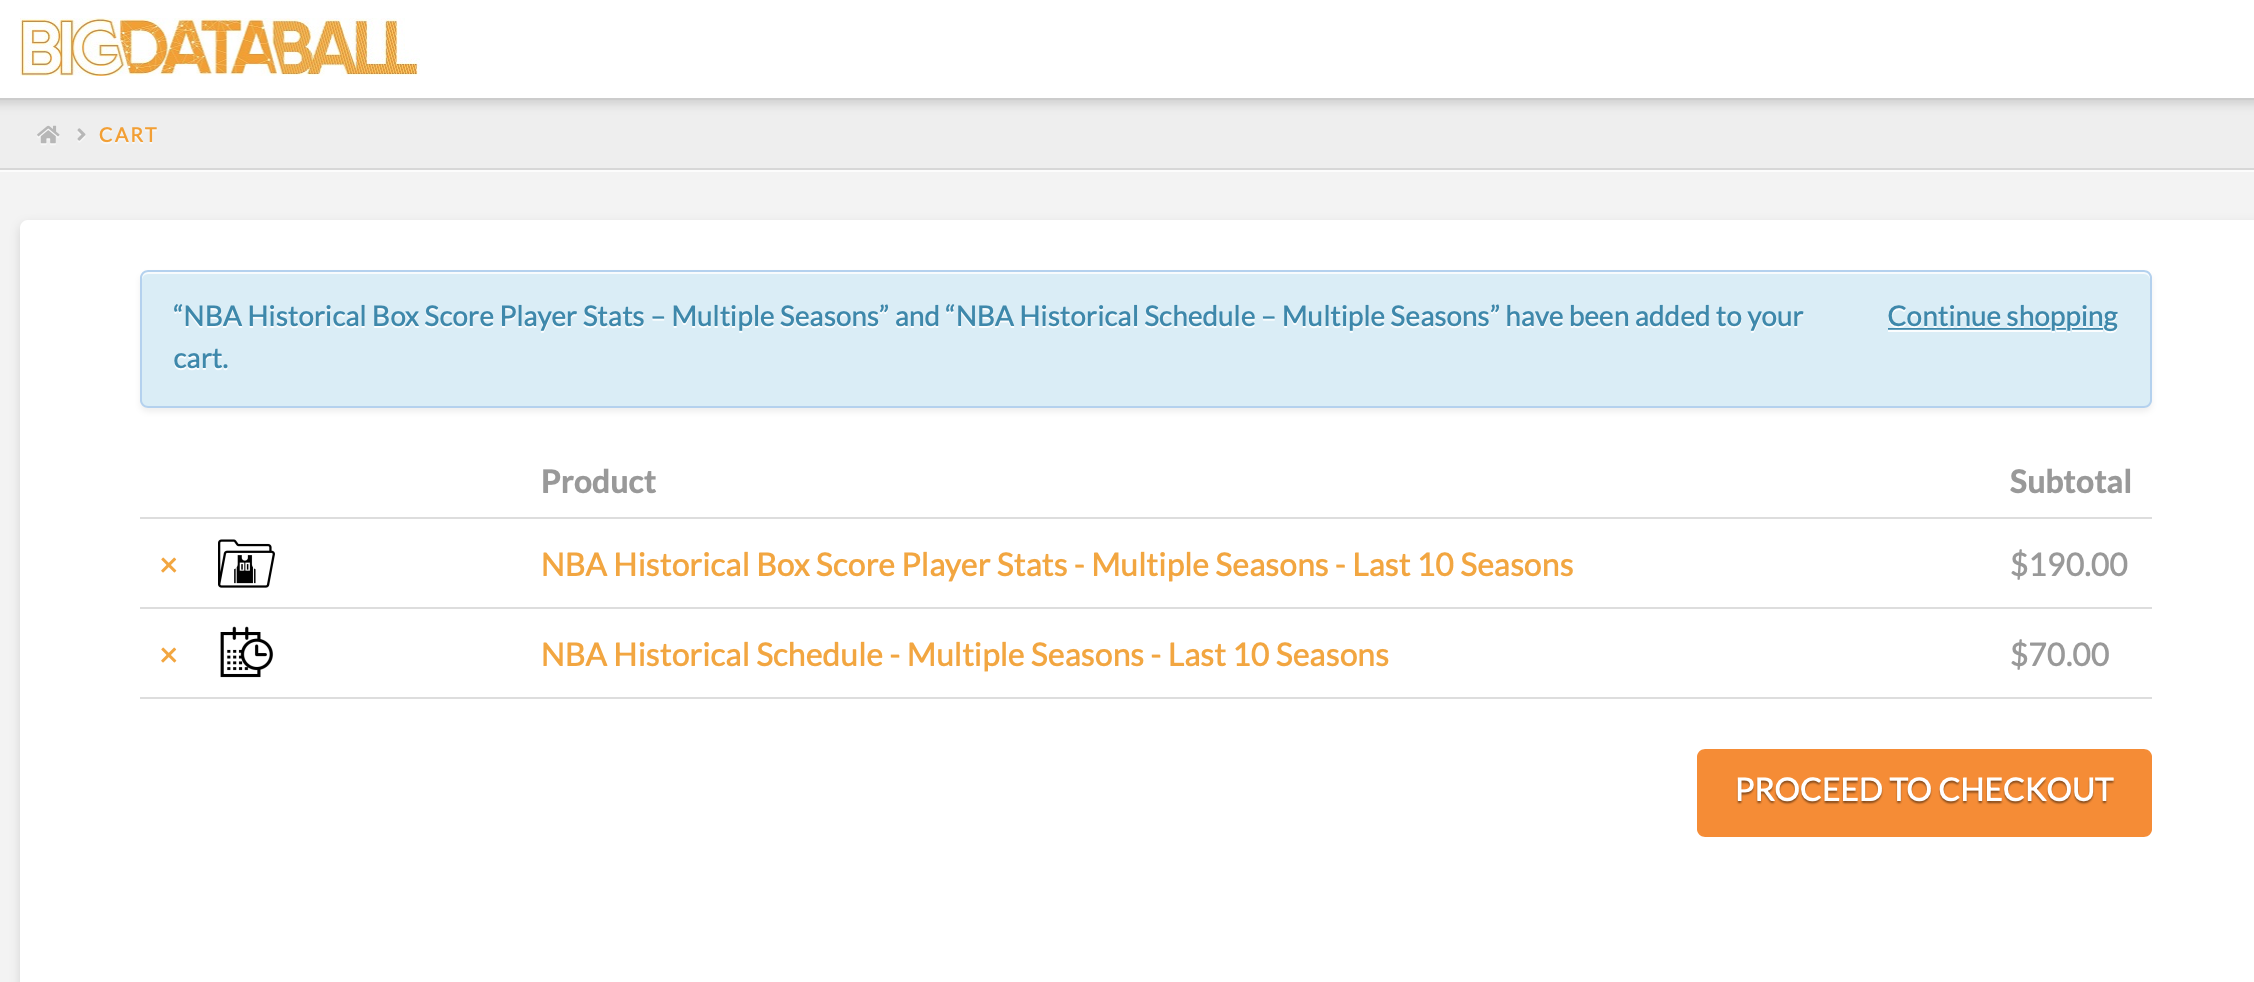 BIGDATABALL
CART
“NBA Historical Box Score Player Stats – Multiple Seasons” and “NBA Historical Schedule – Multiple Seasons” have been added to your
cart.
Continue shopping
Product Subtotal
× NBA Historical Box Score Player Stats - Multiple Seasons - Last 10 Seasons $190.00
× NBA Historical Schedule - Multiple Seasons - Last 10 Seasons $70.00
PROCEED TO CHECKOUT